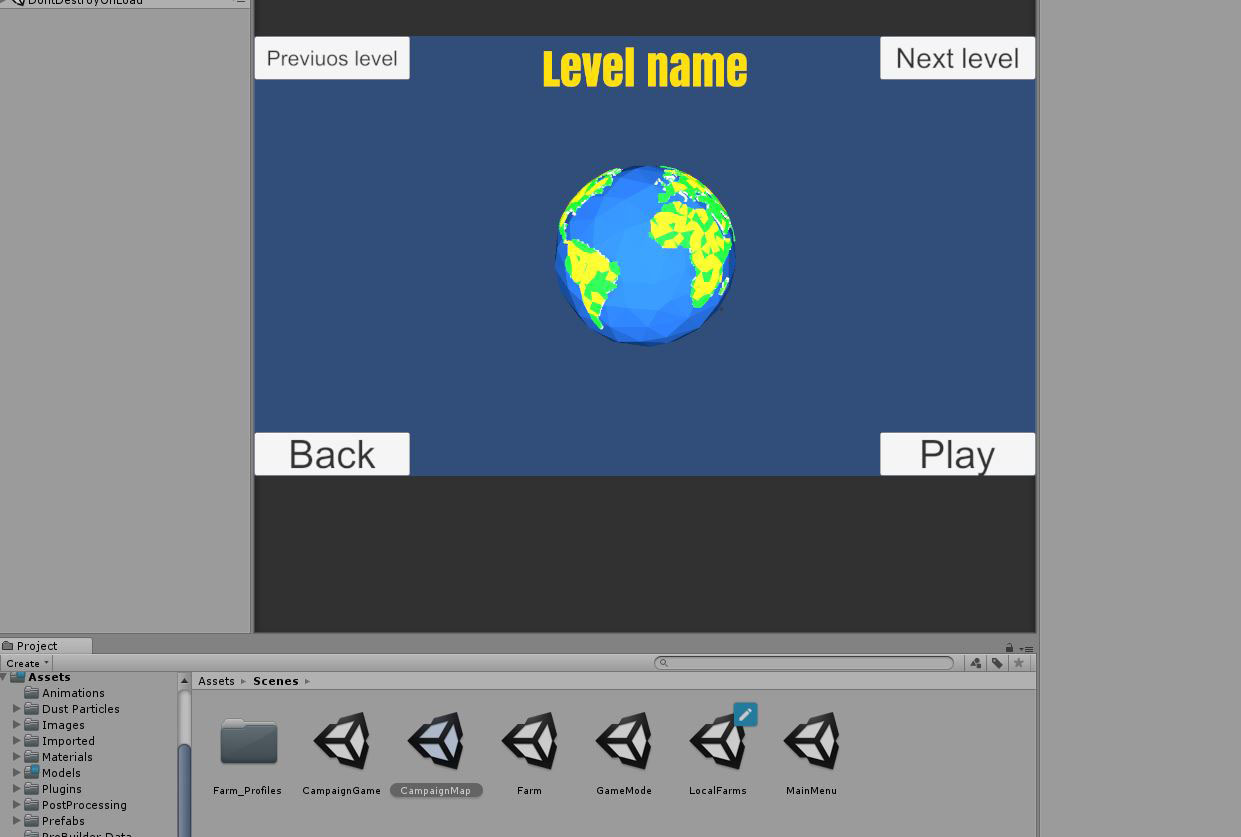 DontDestroyOnLoad
Previuos level
Level name
Next level
Back
Play
Project
Create
Assets
Animations
Dust Particles
Images
Imported
Materials
Models
Plugins
PostProcessing
Prefabs
ProBuilder Data
Assets ▸ Scenes ▸
Farm_Profiles
CampaignGame
CampaignMap
Farm
GameMode
LocalFarms
MainMenu